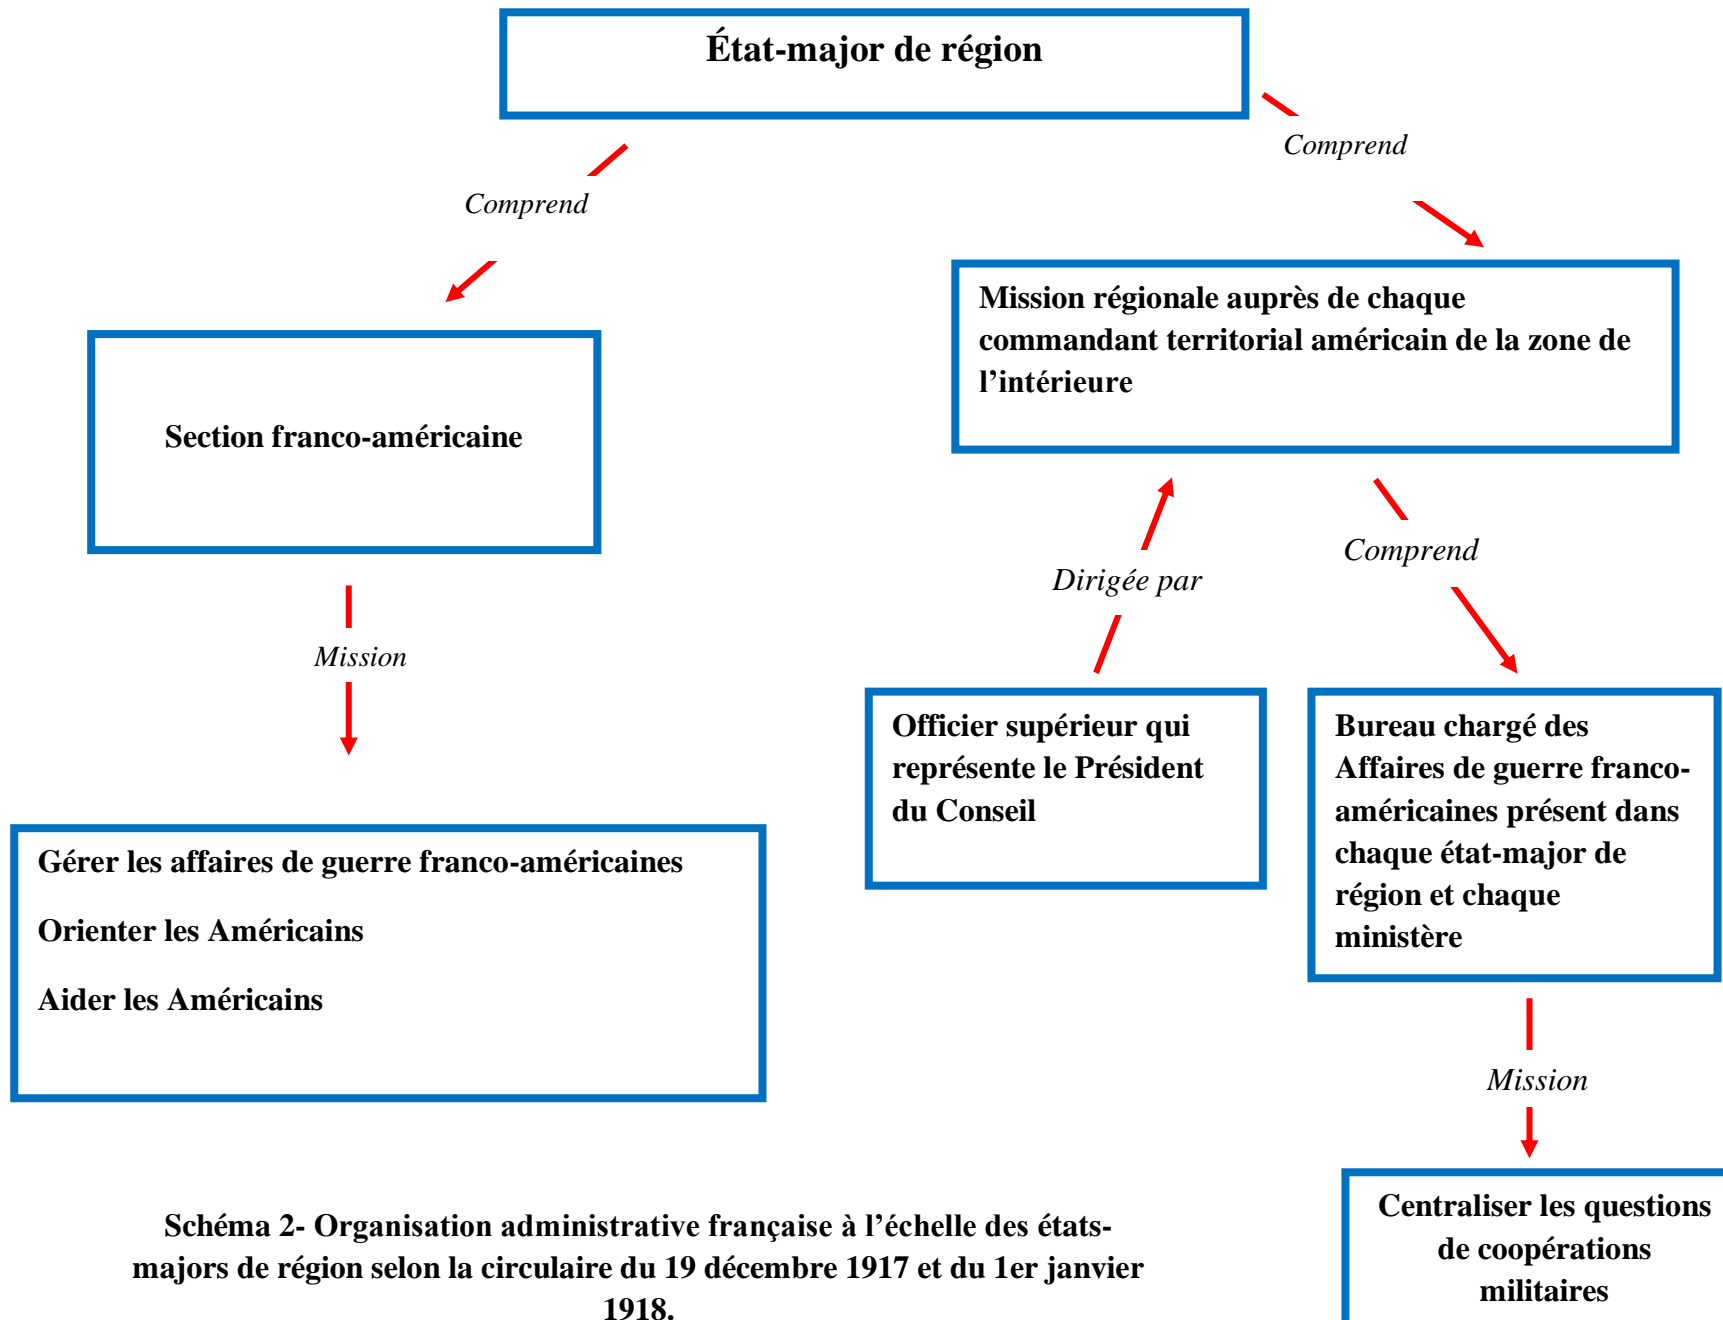 État-major de région
Comprend
Comprend
Section franco-américaine
Mission régionale auprès de chaque
commandant territorial américain de la zone de
l’intérieure
Mission
Dirigée par
Comprend
Gérer les affaires de guerre franco-américaines
Orienter les Américains
Aider les Américains
Officier supérieur qui
représente le Président
du Conseil
Bureau chargé des
Affaires de guerre franco-
américaines présent dans
chaque état-major de
région et chaque
ministère
Mission
Centraliser les questions
de coopérations
militaires
Schéma 2- Organisation administrative française à l’échelle des états-
majors de région selon la circulaire du 19 décembre 1917 et du 1er janvier
1918.